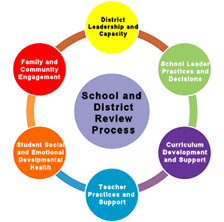 District
Leadership and
Capacity
School Leader
Practices and
Decisions
Curriculum
Development
and Support
Teacher
Practices and
Support
Student Social
and Emotional
Develpmental
Health
Family and
Community
Engagement
School and
District
Review
Process